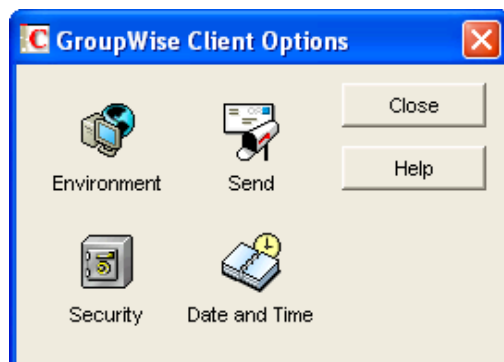 GroupWise Client Options
Environment
Send
Close
Help
Security
Date and Time